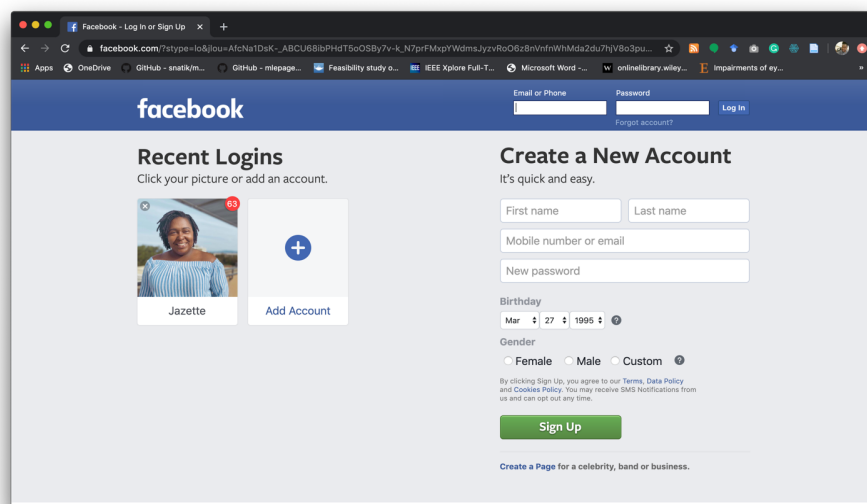 Facebook - Log In or Sign Up
facebook.com/?stype=lo&jlou=AfcNa1DsK-_ABCU68ibPHdT5oOSBy7v-k_N7prFMxpYWdmsJyzvRoO6z8nVnfnWhMda2du7hjV8o3pu...
Apps OneDrive GitHub - snatik/m... GitHub - mlepage... Feasibility study o... IEEE Xplore Full-T... Microsoft Word -... onlinelibrary.wiley... Impairments of ey... »
Email or Phone Password
facebook
Log In
Forgot account?
Recent Logins
Click your picture or add an account.
63
Jazette
Add Account
Create a New Account
It's quick and easy.
First name Last name
Mobile number or email
New password
Birthday
Mar 27 1995 ?
Gender
Female Male Custom ?
By clicking Sign Up, you agree to our Terms, Data Policy
and Cookies Policy. You may receive SMS Notifications from
us and can opt out any time.
Sign Up
Create a Page for a celebrity, band or business.